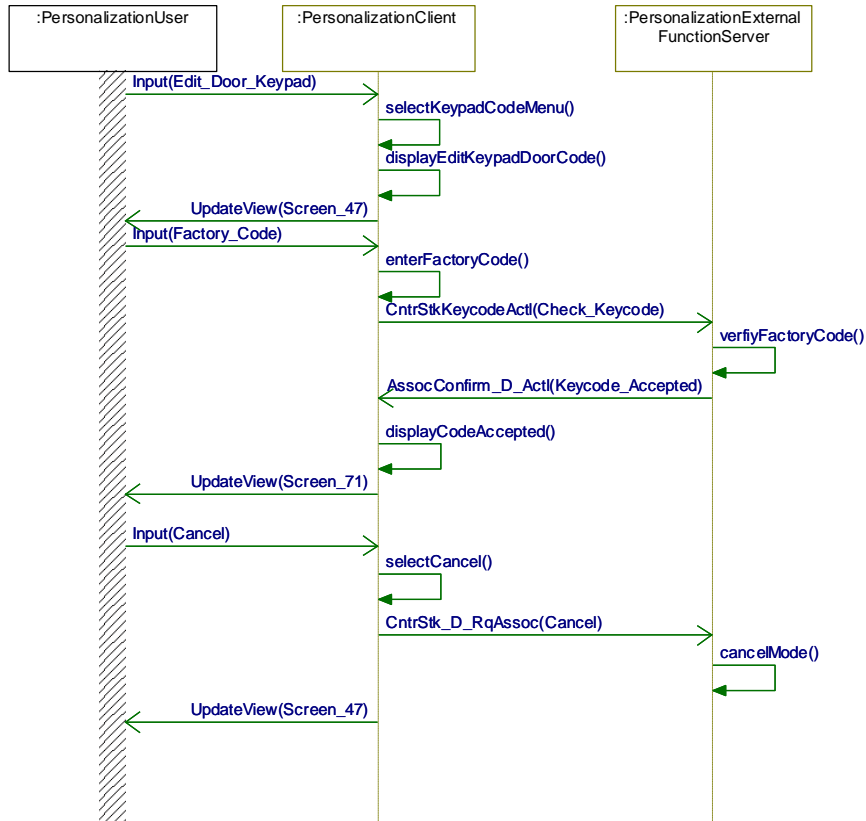 :PersonalizationUser
:PersonalizationClient
:PersonalizationExternal
FunctionServer
Input(Edit_Door_Keypad)
selectKeypadCodeMenu()
displayEditKeypadDoorCode()
UpdateView(Screen_47)
Input(Factory_Code)
enterFactoryCode()
CntrStkKeycodeActl(Check_Keycode)
verfiyFactoryCode()
AssocConfirm_D_Actl(Keycode_Accepted)
displayCodeAccepted()
UpdateView(Screen_71)
Input(Cancel)
selectCancel()
CntrStk_D_RqAssoc(Cancel)
cancelMode()
UpdateView(Screen_47)